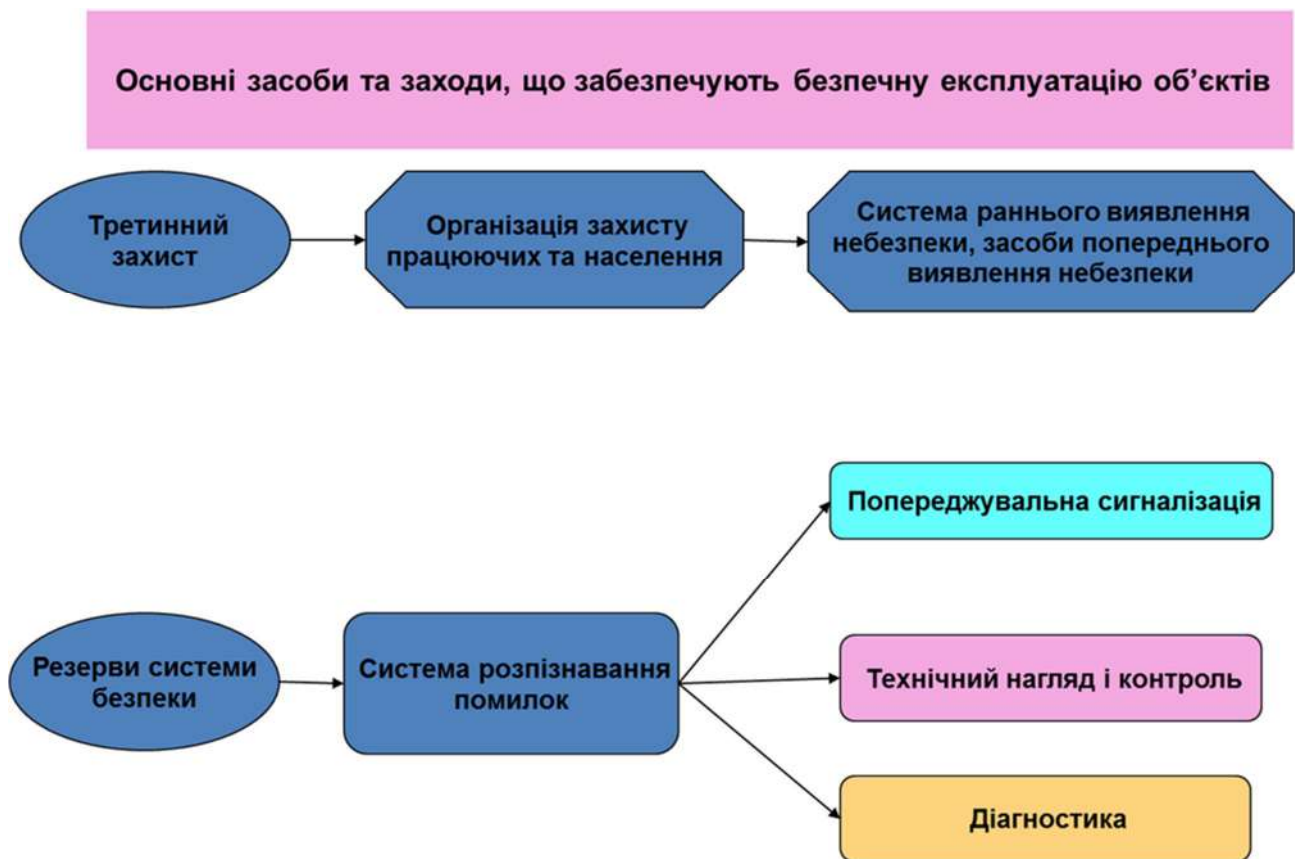 Основні засоби та заходи, що забезпечують безпечну експлуатацію об’єктів
Третинний
захист
Організація захисту
працюючих та населення
Система раннього виявлення
небезпеки, засоби попереднього
виявлення небезпеки
Попереджувальна сигналізація
Резерви системи
безпеки
Система розпізнавання
помилок
Технічний нагляд і контроль
Діагностика